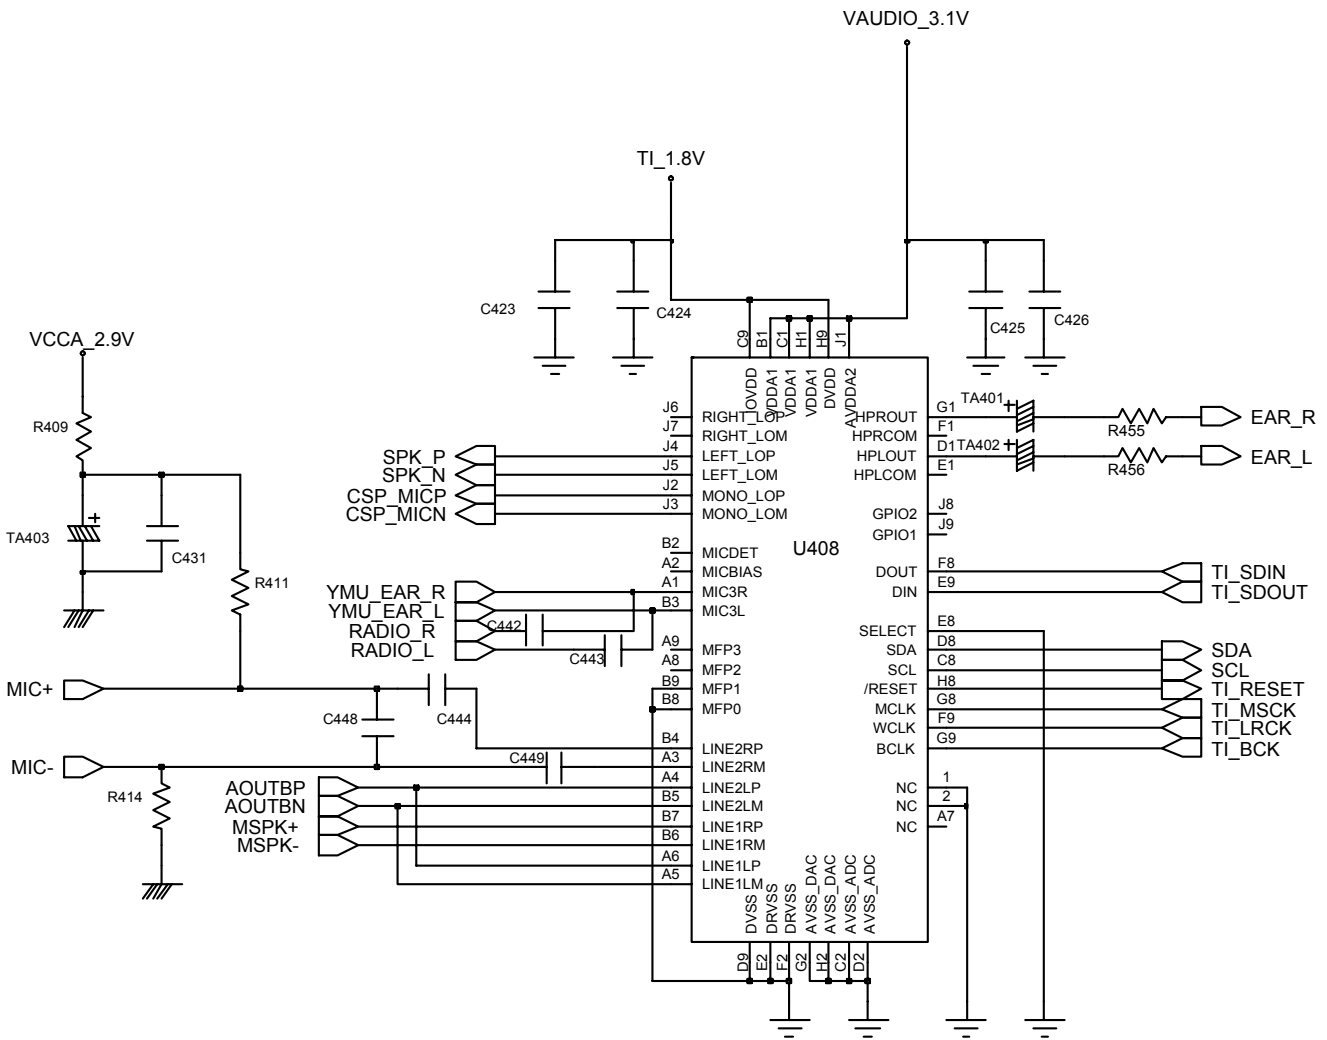 VAUDIO_3.1V
TI_1.8V
C423
C424
C425
C426
VCCA_2.9V
R409
TA403
C431
R411
C9
B1
C1
H1
H9
J1
IOVDD
VDDA1
VDDA1
VDDA1
DVDD
AVDDA2
J6 RIGHT_LOP
J7 RIGHT_LOM
SPK_P J4 LEFT_LOP
SPK_N J5 LEFT_LOM
CSP_MICP J2 MONO_LOP
CSP_MICN J3 MONO_LOM
B2 MICDET
A2 MICBIAS
YMU_EAR_R A1 MIC3R
YMU_EAR_L B3 MIC3L
RADIO_R C442
RADIO_L C443
A9 MFP3
A8 MFP2
B9 MFP1
B8 MFP0
MIC+
C444
C448
MIC-
C449
R414
B4 LINE2RP
A3 LINE2RM
AOUTBP A4 LINE2LP
AOUTBN B5 LINE2LM
MSPK+ B7 LINE1RP
MSPK- B6 LINE1RM
A6 LINE1LP
A5 LINE1LM
U408
HPROUT G1 TA401 + R455 EAR_R
HPRCOM F1
HPLOUT D1 TA402 + R456 EAR_L
HPLCOM E1
GPIO2 J8
GPIO1 J9
DOUT F8 TI_SDIN
DIN E9 TI_SDOUT
SELECT E8
SDA D8 SDA
SCL C8 SCL
/RESET H8 TI_RESET
MCLK G8 TI_MSCK
WCLK F9 TI_LRCK
BCLK G9 TI_BCK
NC 1
NC 2
NC A7
DVSS
DRVSS
DRVSS
AVSS_DAC
AVSS_DAC
AVSS_ADC
AVSS_ADC
D9
E2
F2
G2
H2
C2
D2